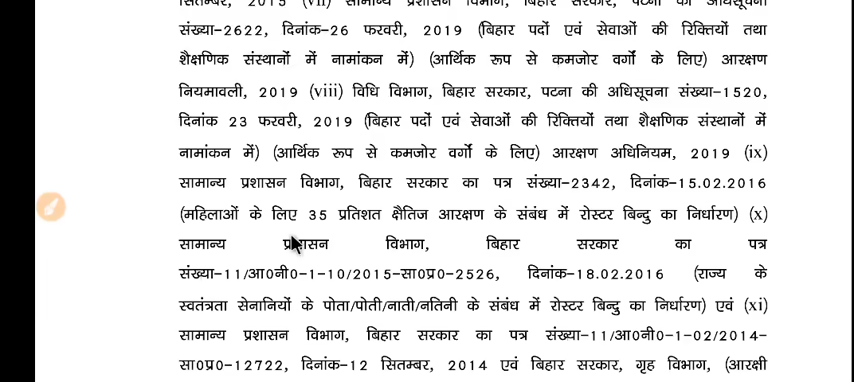 सितम्बर, 2015 (vii) सामान्य प्रशासन विभाग, बिहार सरकार, पटना की अधिसूचना
संख्या-2622, दिनांक-26 फरवरी, 2019 (बिहार पदों एवं सेवाओं की रिक्तियों तथा
शैक्षणिक संस्थानों में नामांकन में) (आर्थिक रूप से कमजोर वर्गों के लिए) आरक्षण
नियमावली, 2019 (viii) विधि विभाग, बिहार सरकार, पटना की अधिसूचना संख्या-1520,
दिनांक 23 फरवरी, 2019 (बिहार पदों एवं सेवाओं की रिक्तियों तथा शैक्षणिक संस्थानों में
नामांकन में) (आर्थिक रूप से कमजोर वर्गों के लिए) आरक्षण अधिनियम, 2019 (ix)
सामान्य प्रशासन विभाग, बिहार सरकार का पत्र संख्या-2342, दिनांक-15.02.2016
(महिलाओं के लिए 35 प्रतिशत क्षैतिज आरक्षण के संबंध में रोस्टर बिन्दु का निर्धारण) (x)
सामान्य प्रशासन विभाग, बिहार सरकार का पत्र
संख्या-11/आ0नी0-1-10/2015-सा0प्र0-2526, दिनांक-18.02.2016 (राज्य के
स्वतंत्रता सेनानियों के पोता/पोती/नाती/नतिनी के संबंध में रोस्टर बिन्दु का निर्धारण) एवं (xi)
सामान्य प्रशासन विभाग, बिहार सरकार का पत्र संख्या-11/आ0नी0-1-02/2014-
सा0प्र0-12722, दिनांक-12 सितम्बर, 2014 एवं बिहार सरकार, गृह विभाग, (आरक्षी